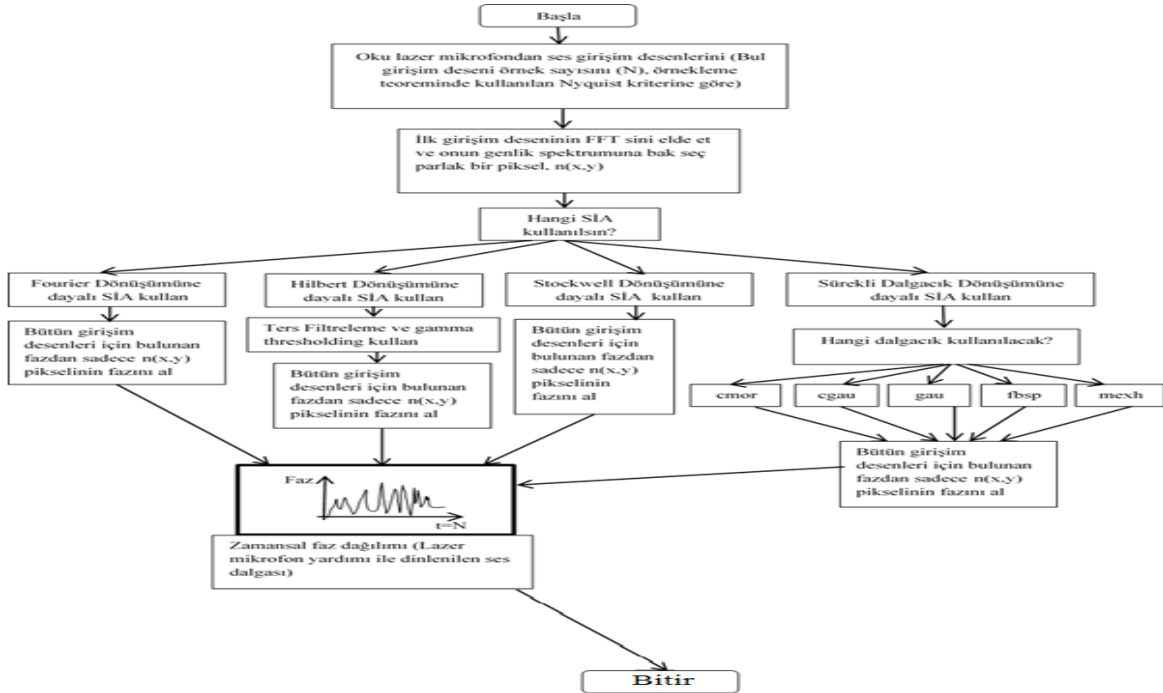 Başla
Oku lazer mikrofondan ses girişim desenlerini (Bul
girişim deseni örnek sayısını (N), örnekleme
teoreminde kullanılan Nyquist kriterine göre)
İlk girişim deseninin FFT sini elde et
ve onun genlik spektrumuna bak seç
parlak bir piksel, n(x,y)
Hangi SİA
kullanılsın?
Fourier Dönüşümüne
dayalı SİA kullan
Hilbert Dönüşümüne
dayalı SİA kullan
Stockwell Dönüşümüne
dayalı SİA kullan
Sürekli Dalgacık Dönüşümüne
dayalı SİA kullan
Bütün girişim
desenleri için bulunan
fazdan sadece n(x,y)
pikselinin fazını al
Ters Filtreleme ve gamma
thresholding kullan
Bütün girişim
desenleri için bulunan
fazdan sadece n(x,y)
pikselinin fazını al
Bütün girişim
desenleri için
bulunan fazdan
sadece n(x,y)
pikselinin
fazını al
Hangi dalgacık kullanılacak?
cmor
cgau
gau
fbsp
mexh
Bütün girişim
desenleri için bulunan
fazdan sadece n(x,y)
pikselinin fazını al
Faz
t=N
Zamansal faz dağılımı (Lazer
mikrofon yardımı ile dinlenilen ses
dalgası)
Bitir